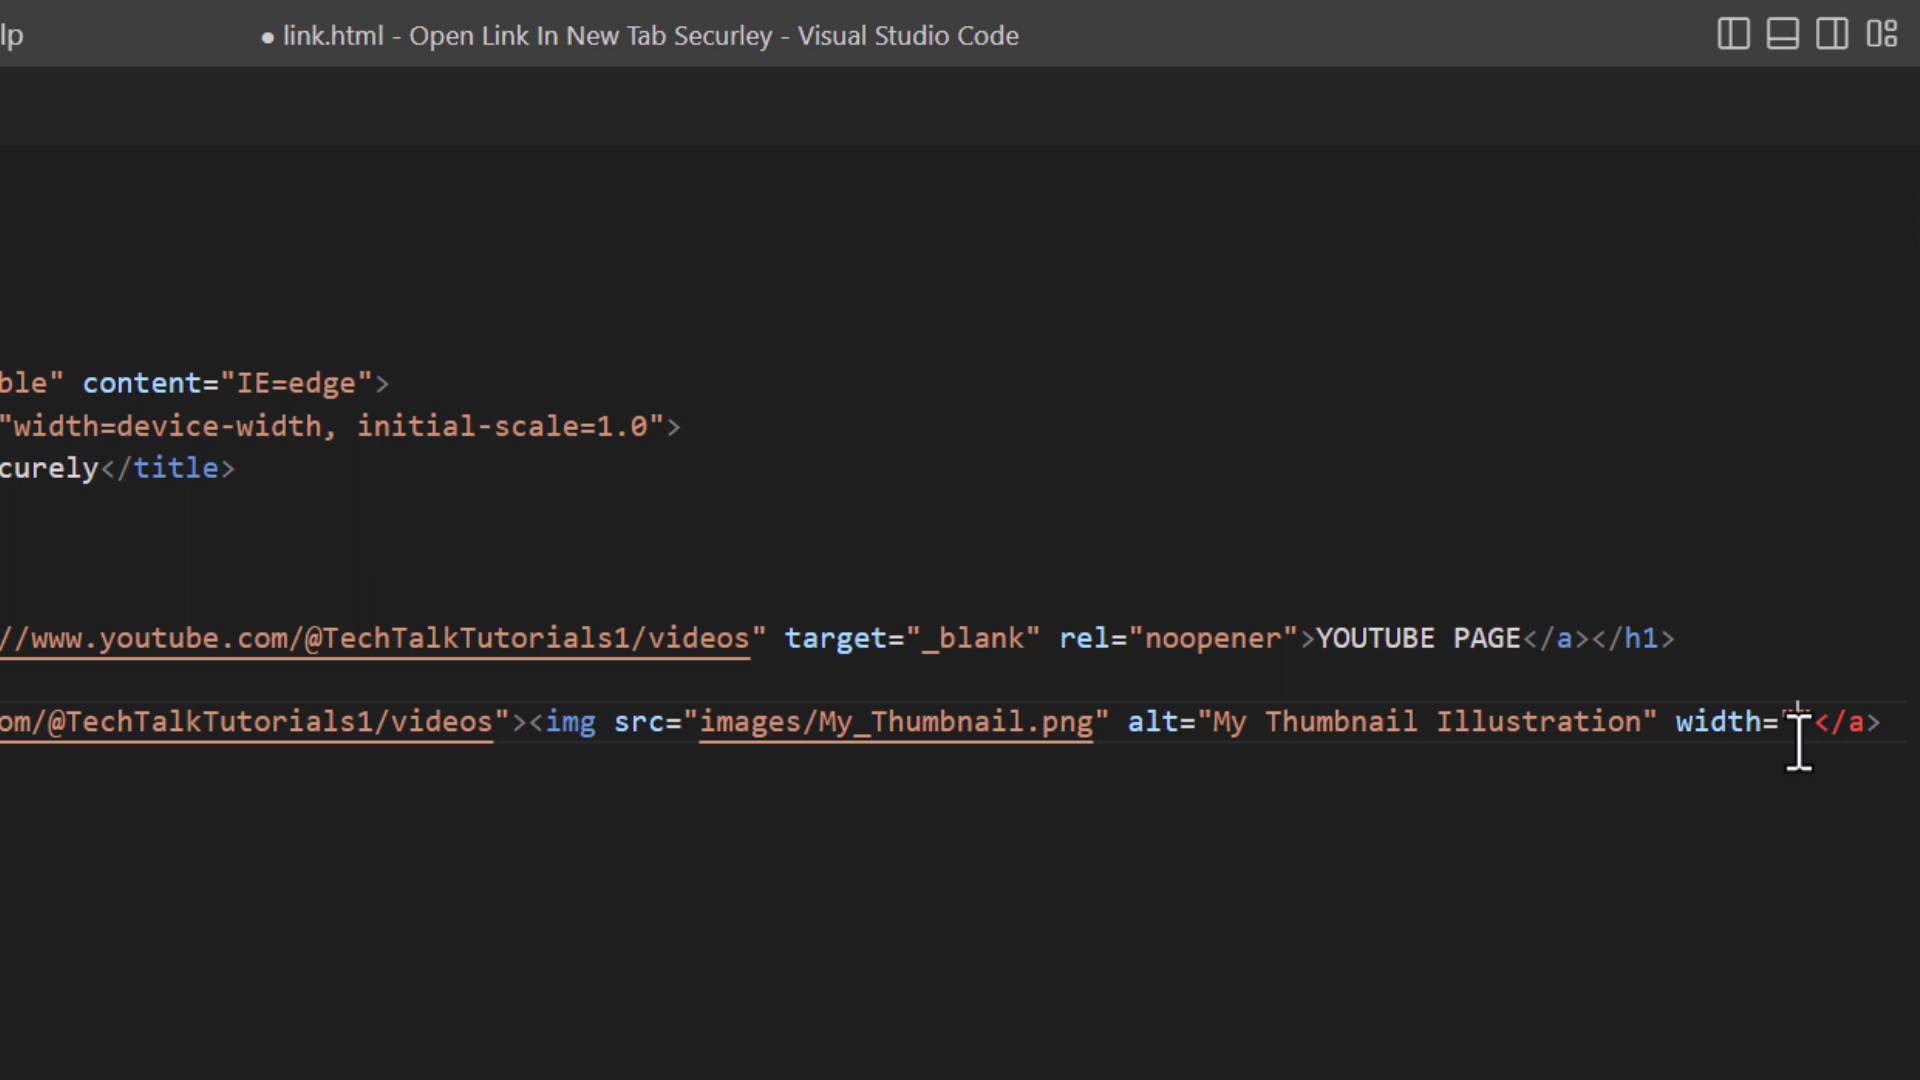 lp
● link.html - Open Link In New Tab Securley - Visual Studio Code
ble" content="IE=edge">
"width=device-width, initial-scale=1.0">
curely</title>
//www.youtube.com/@TechTalkTutorials1/videos" target="_blank" rel="noopener">YOUTUBE PAGE</a></h1>
om/@TechTalkTutorials1/videos"><img src="images/My_Thumbnail.png" alt="My Thumbnail Illustration" width=""</a>